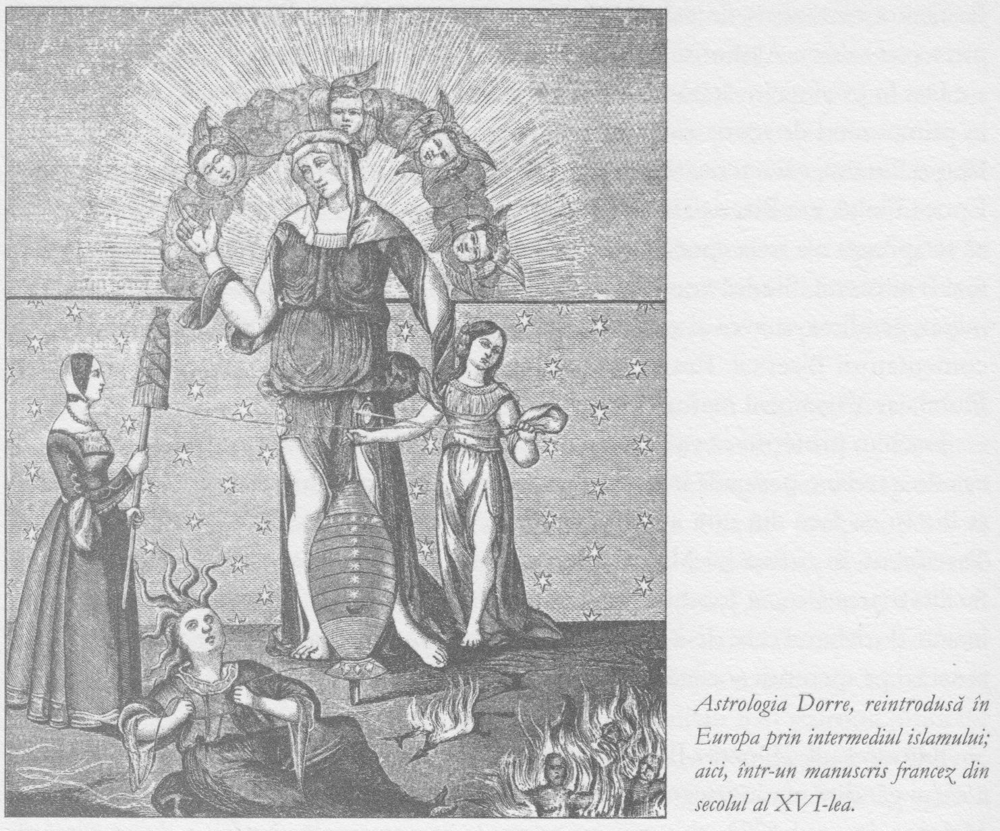 Astrologia Dorre, reintrodusă în
Europa prin intermediul islamului;
aici, într-un manuscris francez din
secolul al XVI-lea.